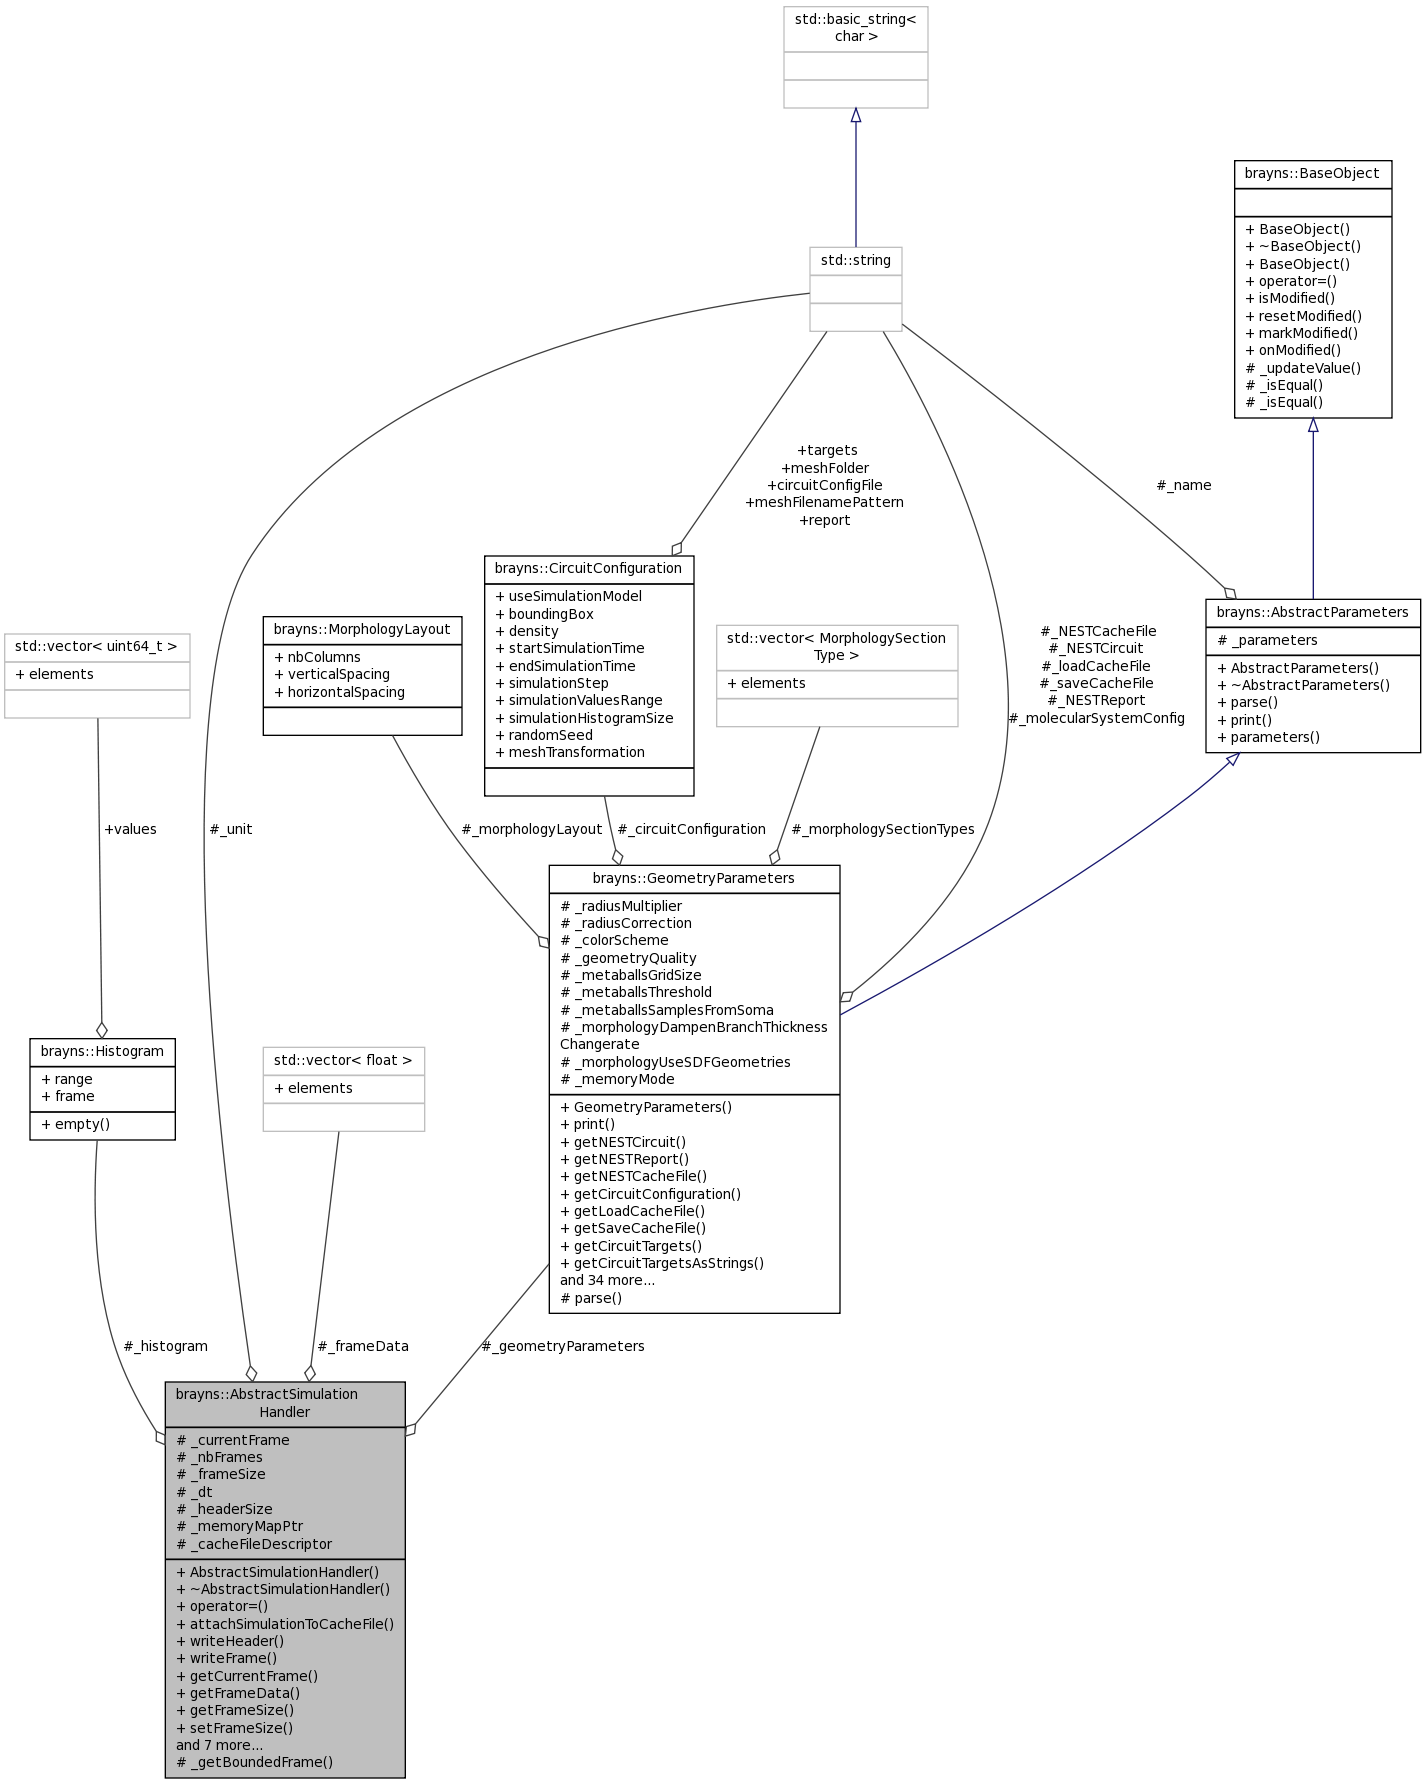 std::basic_string<
char >
brayns::BaseObject
+ BaseObject()
+ ~BaseObject()
+ BaseObject()
+ operator=()
+ isModified()
+ resetModified()
+ markModified()
+ onModified()
# _updateValue()
# _isEqual()
# _isEqual()
std::string
+targets
+meshFolder
+circuitConfigFile
+meshFilenamePattern
+report
#_name
brayns::CircuitConfiguration
+ useSimulationModel
+ boundingBox
+ density
+ startSimulationTime
+ endSimulationTime
+ simulationStep
+ simulationValuesRange
+ simulationHistogramSize
+ randomSeed
+ meshTransformation
brayns::AbstractParameters
# _parameters
+ AbstractParameters()
+ ~AbstractParameters()
+ parse()
+ print()
+ parameters()
brayns::MorphologyLayout
+ nbColumns
+ verticalSpacing
+ horizontalSpacing
std::vector< MorphologySection
Type >
+ elements
#_NESTCacheFile
#_NESTCircuit
#_loadCacheFile
#_saveCacheFile
#_NESTReport
#_molecularSystemConfig
std::vector< uint64_t >
+ elements
+values
#_unit
#_morphologyLayout
#_circuitConfiguration
#_morphologySectionTypes
brayns::GeometryParameters
# _radiusMultiplier
# _radiusCorrection
# _colorScheme
# _geometryQuality
# _metaballsGridSize
# _metaballsThreshold
# _metaballsSamplesFromSoma
# _morphologyDampenBranchThickness
Changerate
# _morphologyUseSDFGeometries
# _memoryMode
+ GeometryParameters()
+ print()
+ getNESTCircuit()
+ getNESTReport()
+ getNESTCacheFile()
+ getCircuitConfiguration()
+ getLoadCacheFile()
+ getSaveCacheFile()
+ getCircuitTargets()
+ getCircuitTargetsAsStrings()
and 34 more...
# parse()
brayns::Histogram
+ range
+ frame
+ empty()
std::vector< float >
+ elements
#_histogram
#_frameData
#_geometryParameters
brayns::AbstractSimulation
Handler
# _currentFrame
# _nbFrames
# _frameSize
# _dt
# _headerSize
# _memoryMapPtr
# _cacheFileDescriptor
+ AbstractSimulationHandler()
+ ~AbstractSimulationHandler()
+ operator=()
+ attachSimulationToCacheFile()
+ writeHeader()
+ writeFrame()
+ getCurrentFrame()
+ getFrameData()
+ getFrameSize()
+ setFrameSize()
and 7 more...
# _getBoundedFrame()